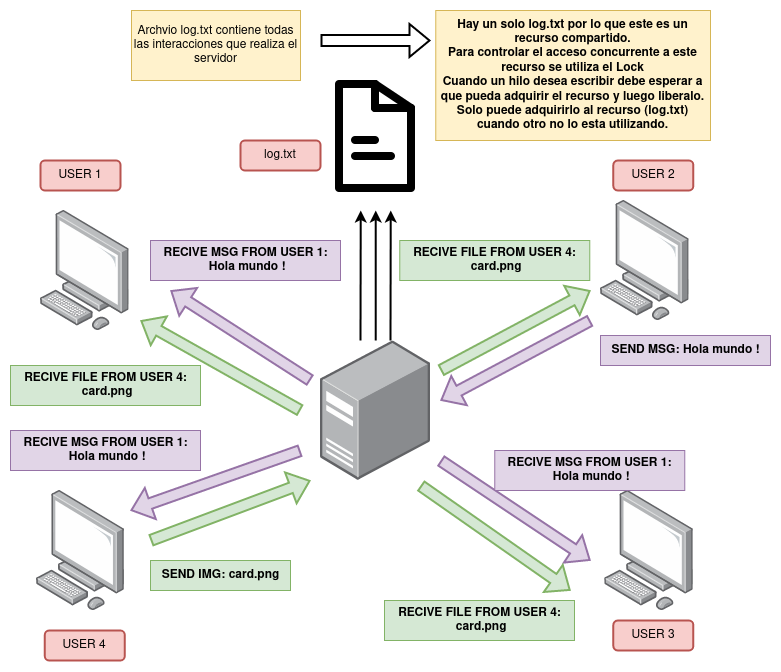 Archvio log.txt contiene todas
las interacciones que realiza el
servidor
Hay un solo log.txt por lo que este es un
recurso compartido.
Para controlar el acceso concurrente a este
recurso se utiliza el Lock
Cuando un hilo desea escribir debe esperar a
que pueda adquirir el recurso y luego liberalo.
Solo puede adquirirlo al recurso (log.txt)
cuando otro no lo esta utilizando.
log.txt
USER 1
USER 2
RECIVE MSG FROM USER 1:
Hola mundo !
RECIVE FILE FROM USER 4:
card.png
SEND MSG: Hola mundo !
RECIVE FILE FROM USER 4:
card.png
RECIVE MSG FROM USER 1:
Hola mundo !
RECIVE MSG FROM USER 1:
Hola mundo !
SEND IMG: card.png
RECIVE FILE FROM USER 4:
card.png
USER 4
USER 3